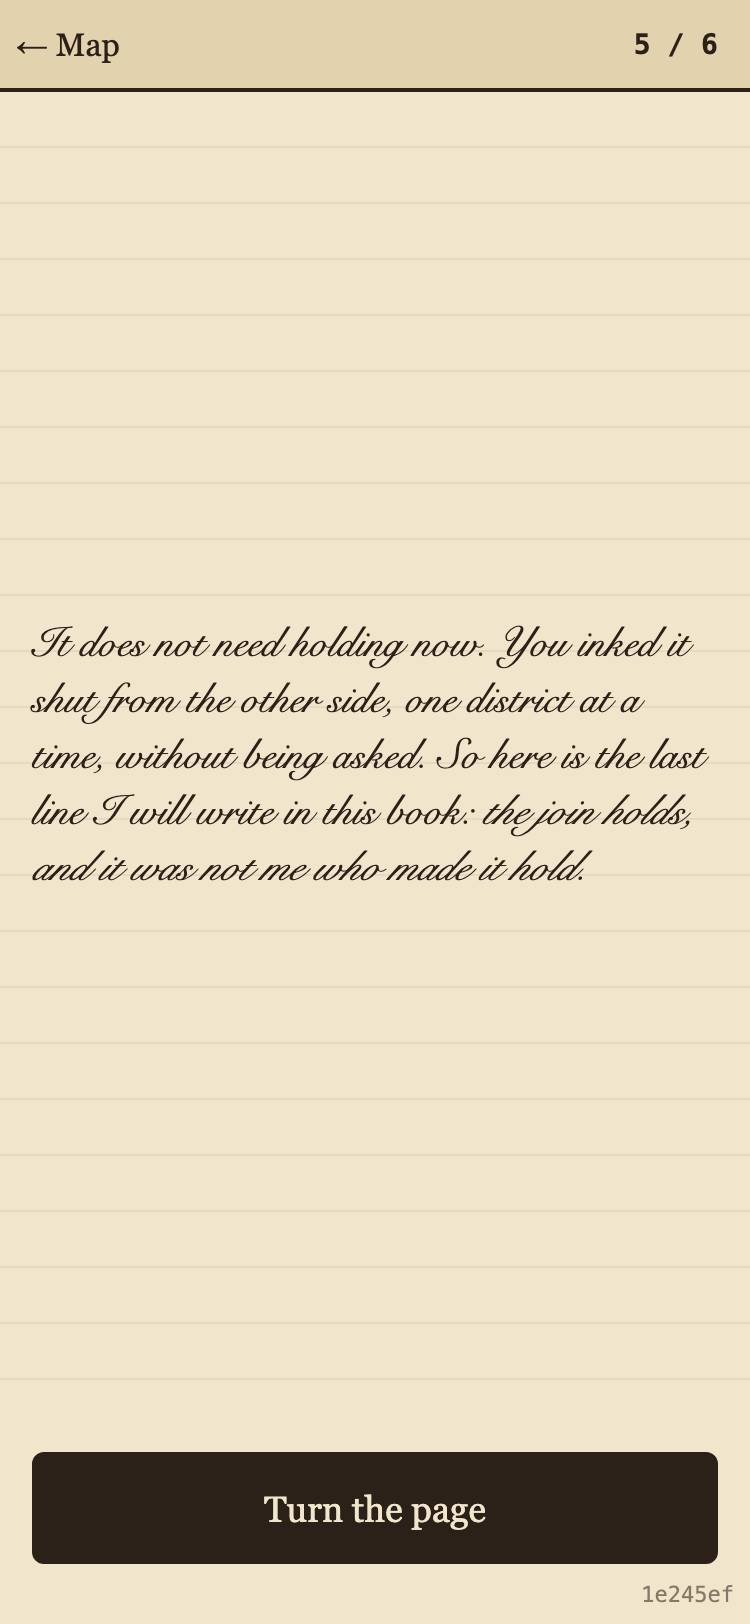 ← Map
5 / 6
It does not need holding now. You inked it
shut from the other side, one district at a
time, without being asked. So here is the last
line I will write in this book: the join holds,
and it was not me who made it hold.
Turn the page
1e245ef